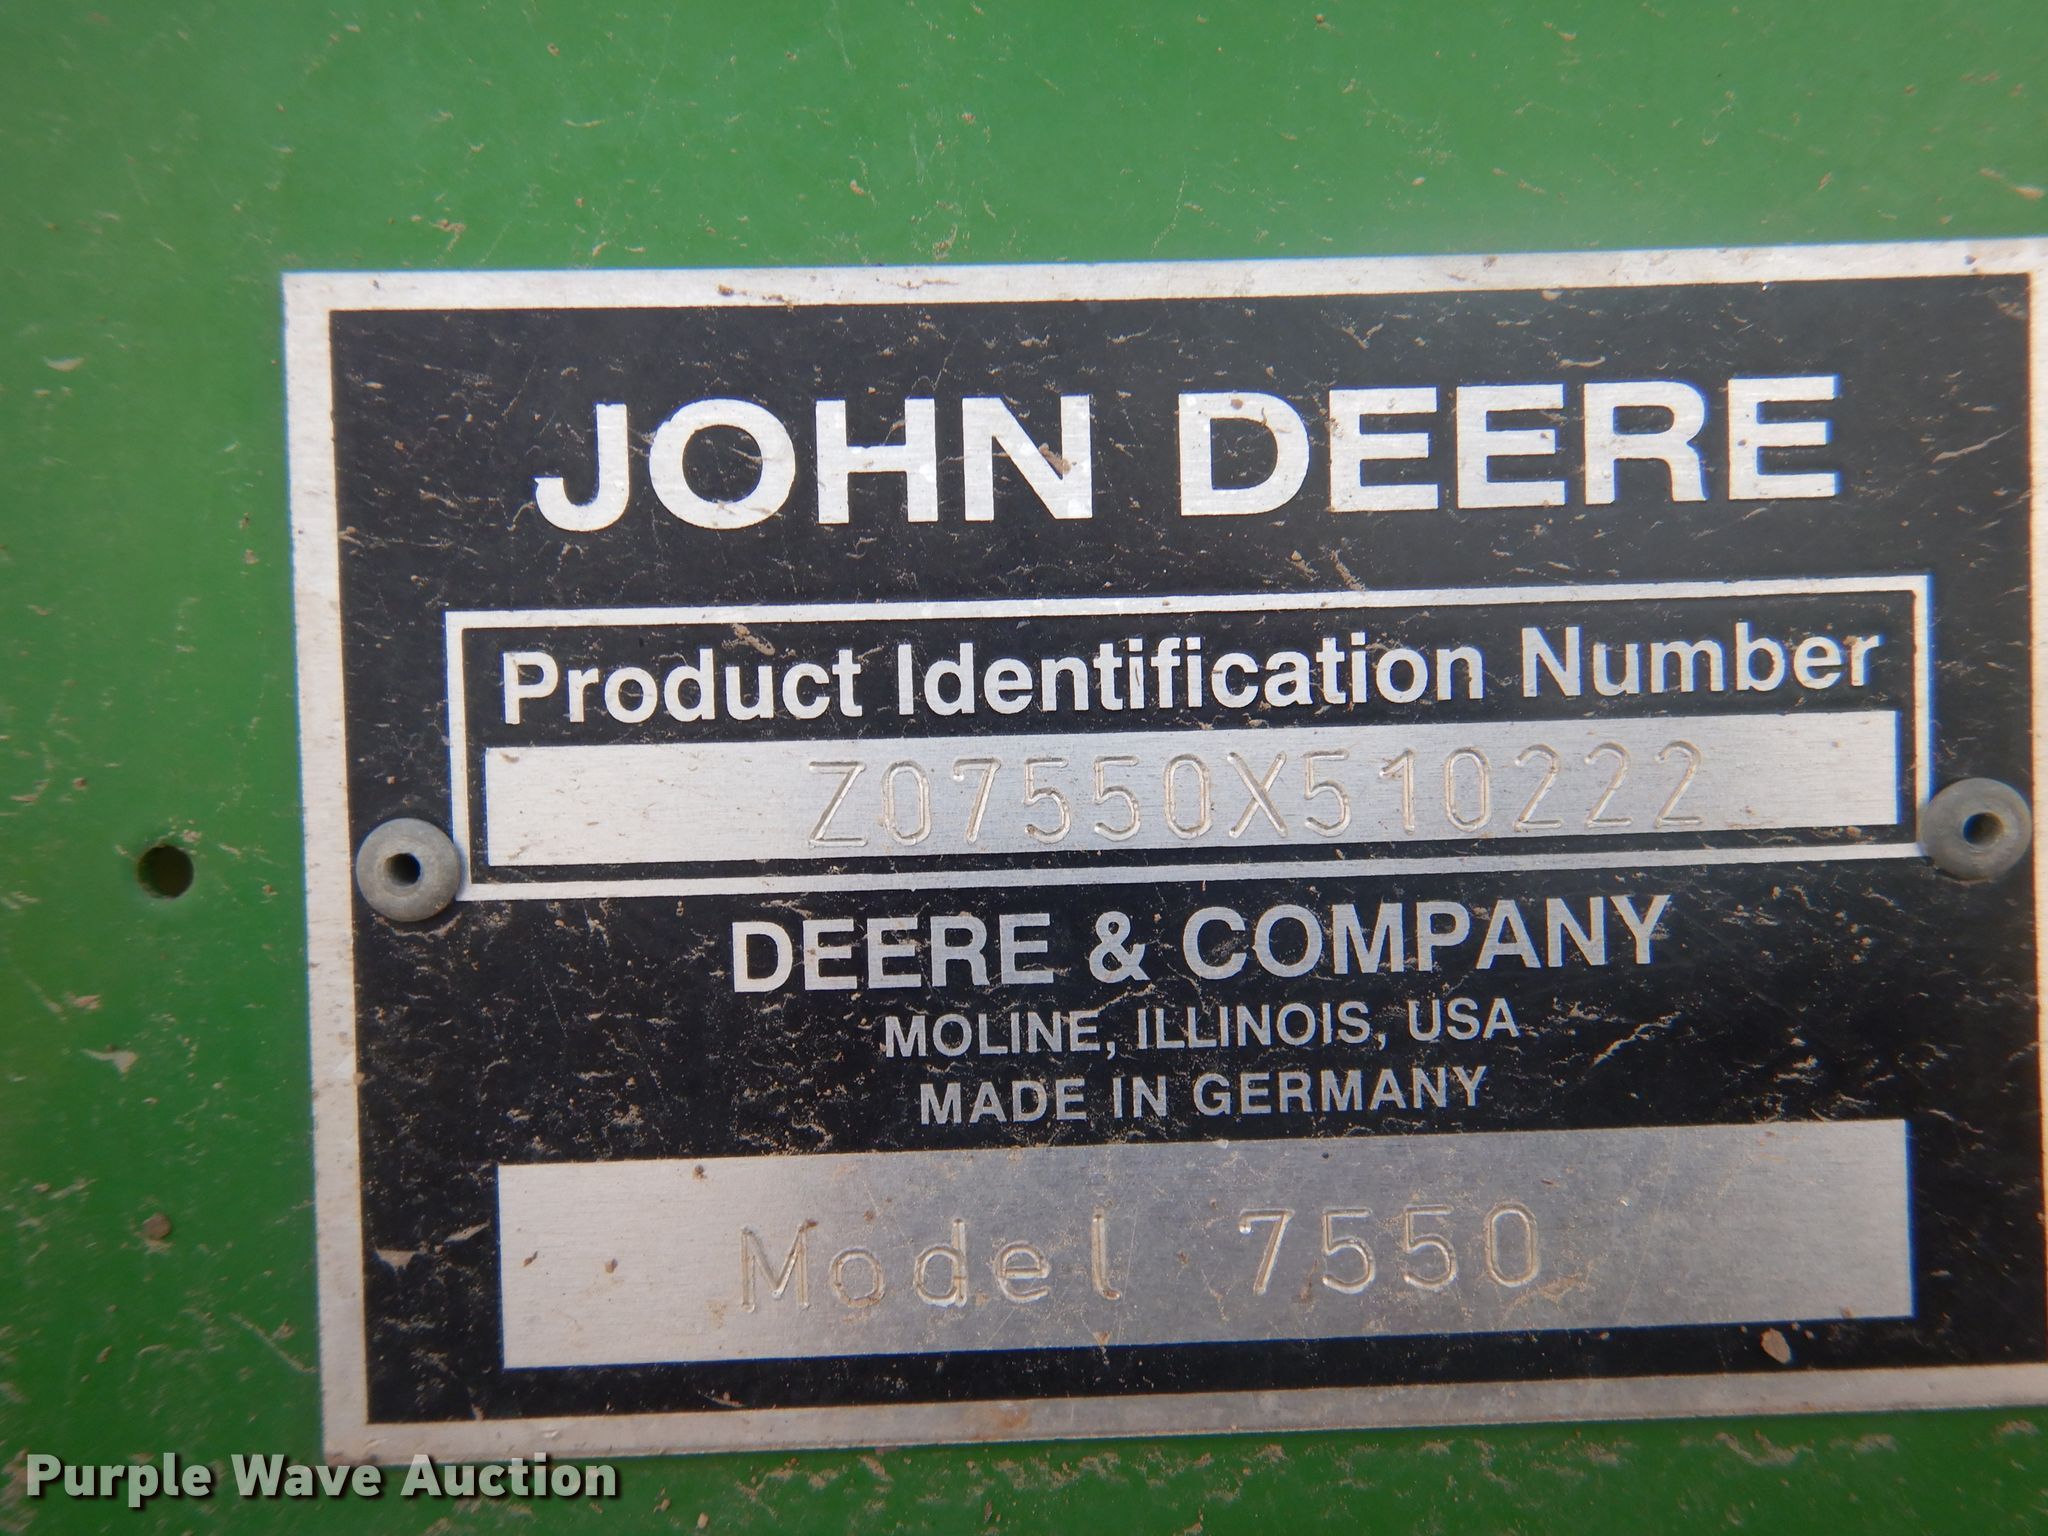 JOHN DEERE
Product Identification Number
Z07550X510222
DEERE & COMPANY
MOLINE, ILLINOIS, USA
MADE IN GERMANY
Model 7550
Purple Wave Auction